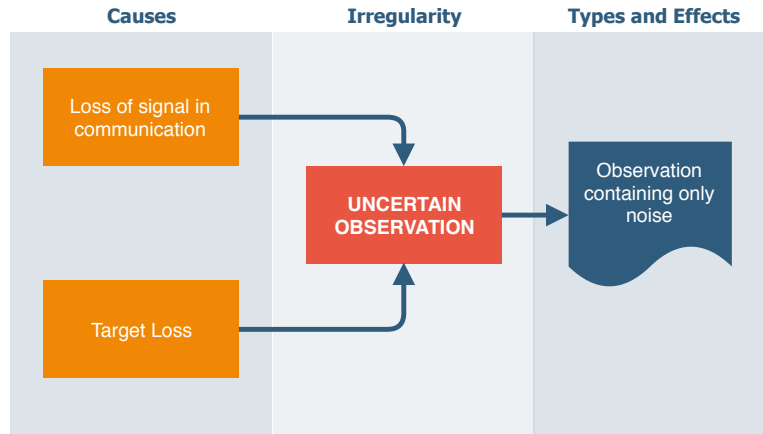 Causes
Irregularity
Types and Effects
Loss of signal in
communication
UNCERTAIN
OBSERVATION
Observation
containing only
noise
Target Loss